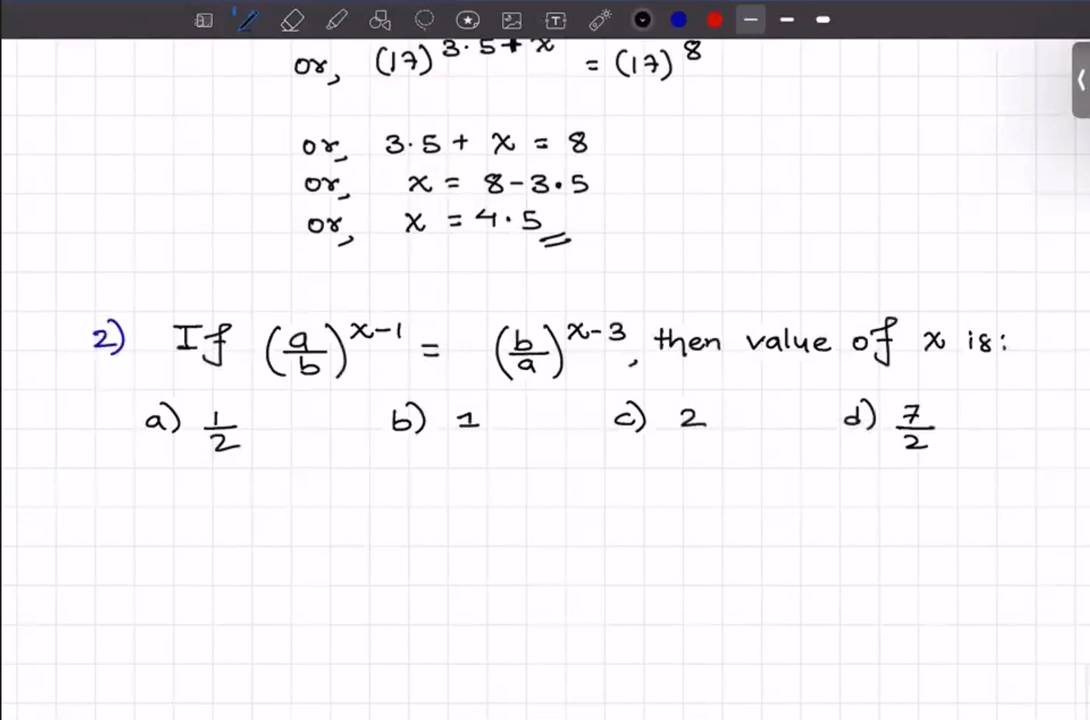 or, (17)^3.5+x = (17)^8
or, 3.5 + x = 8
or, x = 8 - 3.5
or, x = 4.5
2) If (a/b)^x-1 = (b/a)^x-3, then value of x is:
a) 1/2 b) 1 c) 2 d) 7/2